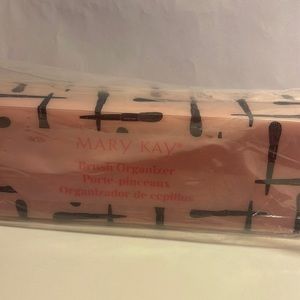 MARY KAY®
Brush Organizer
Porte-pinceaux
Organizador de cepillos